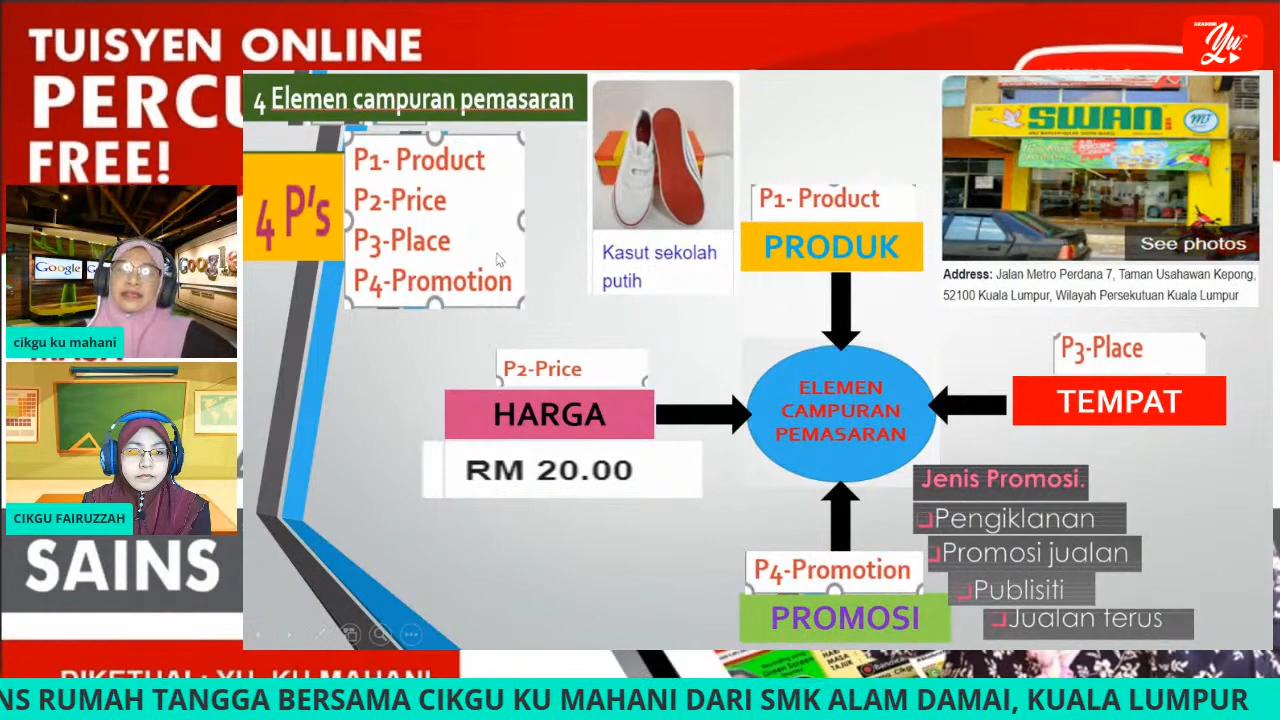 TUISYEN ONLINE
PERCU
FREE!
AKADEMI
Yu.
4 Elemen campuran pemasaran
4 P's
P1- Product
P2-Price
P3-Place
P4-Promotion
Kasut sekolah
putih
P1- Product
PRODUK
SWAN
See photos
Address: Jalan Metro Perdana 7, Taman Usahawan Kepong,
52100 Kuala Lumpur, Wilayah Persekutuan Kuala Lumpur
P2-Price
HARGA
RM 20.00
ELEMEN
CAMPURAN
PEMASARAN
P3-Place
TEMPAT
P4-Promotion
PROMOSI
Jenis Promosi.
Pengiklanan
Promosi jualan
Publisiti
Jualan terus
Google
Google
cikgu ku mahani
CIKGU FAIRUZZAH
SAINS
NS RUMAH TANGGA BERSAMA CIKGU KU MAHANI DARI SMK ALAM DAMAI, KUALA LUMPUR